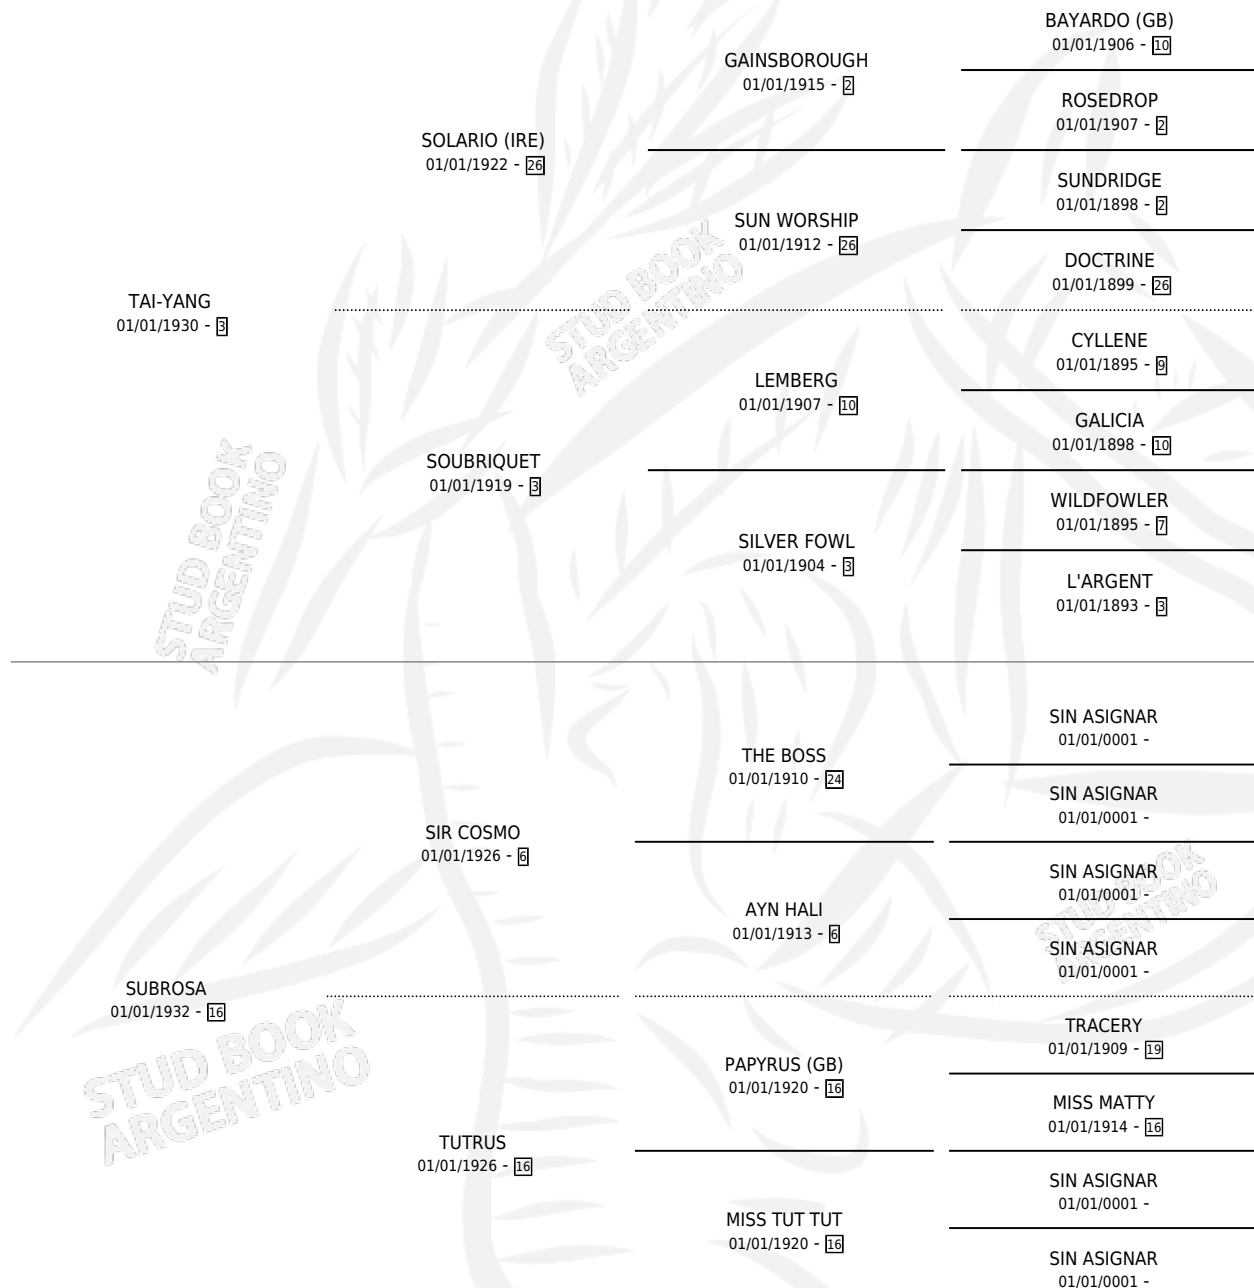 BAYARDO (GB)
01/01/1906 - 10
GAINSBOROUGH
01/01/1915 - 2
ROSEDROP
01/01/1907 - 2
SOLARIO (IRE)
01/01/1922 - 26
SUNDRIDGE
01/01/1898 - 2
SUN WORSHIP
01/01/1912 - 26
DOCTRINE
01/01/1899 - 26
TAI-YANG
01/01/1930 - 3
CYLLENE
01/01/1895 - 9
LEMBERG
01/01/1907 - 10
GALICIA
01/01/1898 - 10
SOUBRIQUET
01/01/1919 - 3
WILDFOWLER
01/01/1895 - 7
SILVER FOWL
01/01/1904 - 3
L'ARGENT
01/01/1893 - 3
SIN ASIGNAR
01/01/0001 -
THE BOSS
01/01/1910 - 24
SIN ASIGNAR
01/01/0001 -
SIR COSMO
01/01/1926 - 6
SIN ASIGNAR
01/01/0001 -
AYN HALI
01/01/1913 - 6
SIN ASIGNAR
01/01/0001 -
SUBROSA
01/01/1932 - 16
TRACERY
01/01/1909 - 19
PAPYRUS (GB)
01/01/1920 - 16
MISS MATTY
01/01/1914 - 16
TUTRUS
01/01/1926 - 16
SIN ASIGNAR
01/01/0001 -
MISS TUT TUT
01/01/1920 - 16
SIN ASIGNAR
01/01/0001 -
STUD BOOK
ARGENTINO
STUD BOOK
ARGENTINO
STUD BOOK
ARGENTINO
STUD BOOK
ARGENTINO